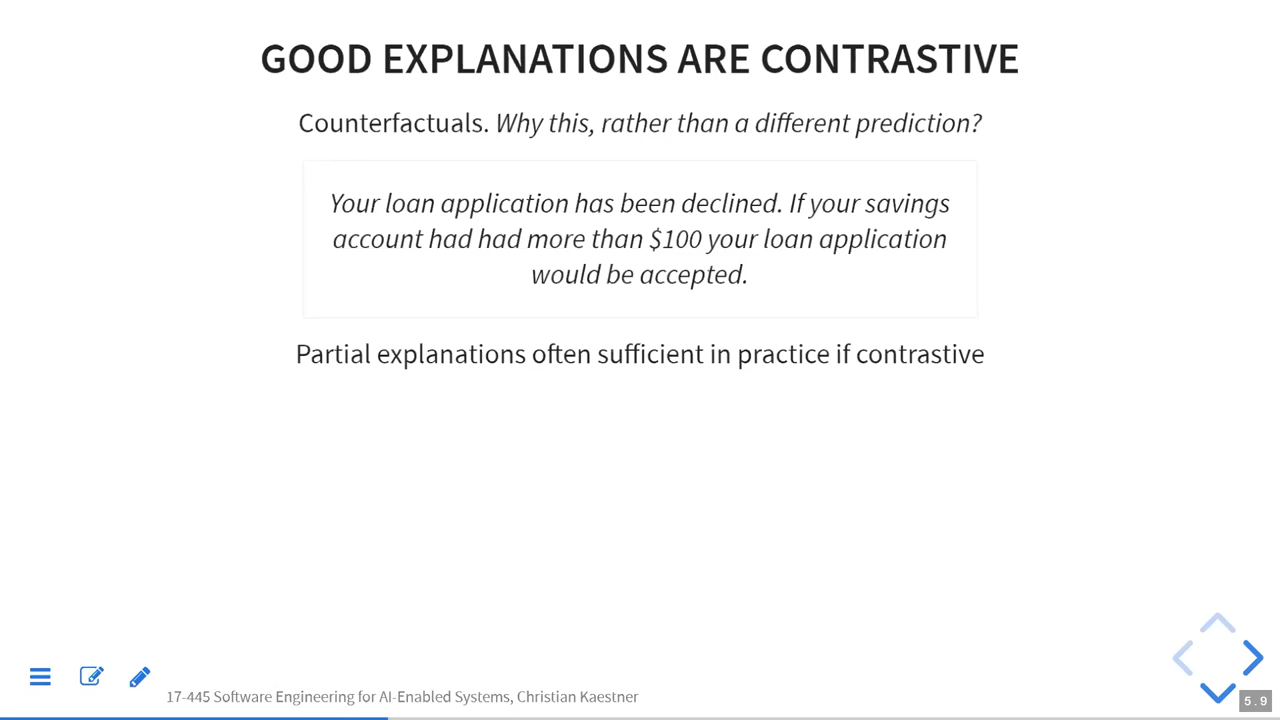 GOOD EXPLANATIONS ARE CONTRASTIVE
Counterfactuals. Why this, rather than a different prediction?
Your loan application has been declined. If your savings
account had had more than $100 your loan application
would be accepted.
Partial explanations often sufficient in practice if contrastive
17-445 Software Engineering for AI-Enabled Systems, Christian Kaestner
5.9